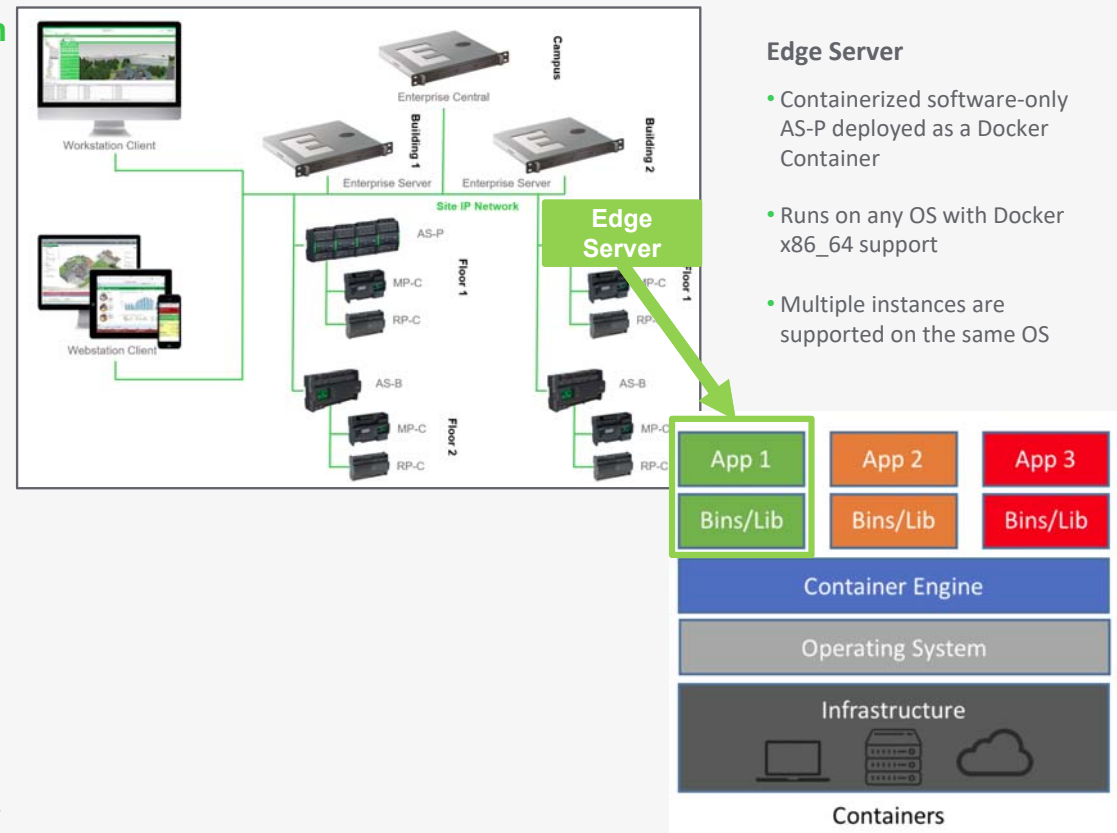 n
Campus
Enterprise Central
Building 1
Building 2
Workstation Client
Enterprise Server
Enterprise Server
Site IP Network
Edge
Server
AS-P
MP-C
Floor 1
RP-C
MP-C
Floor 1
RP-C
Webstation Client
AS-B
MP-C
Floor 2
RP-C
AS-B
MP-C
RP-C
Edge Server
• Containerized software-only
AS-P deployed as a Docker
Container
• Runs on any OS with Docker
x86_64 support
• Multiple instances are
supported on the same OS
App 1
App 2
App 3
Bins/Lib
Bins/Lib
Bins/Lib
Container Engine
Operating System
Infrastructure
Containers